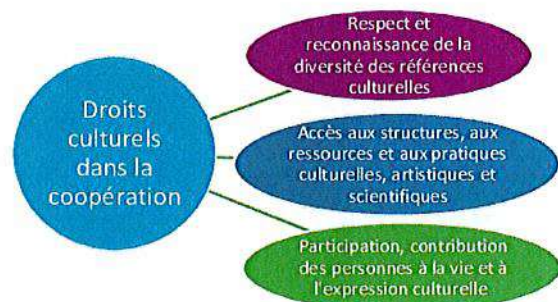 Droits
culturels
dans la
coopération
Respect et
reconnaissance de la
diversité des références
culturelles
Accès aux structures, aux
ressources et aux pratiques
culturelles, artistiques et
scientifiques
Participation, contribution
des personnes à la vie et à
l'expression culturelle